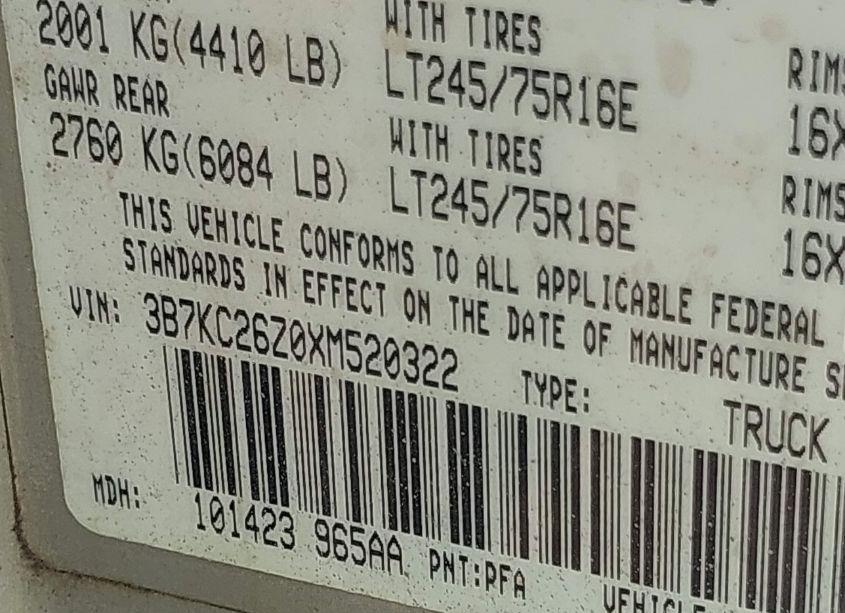 WITH TIRES
2001 KG(4410 LB) LT245/75R16E
RIMS
16X
GAWR REAR
WITH TIRES
2760 KG(6084 LB) LT245/75R16E
RIMS
16X
THIS VEHICLE CONFORMS TO ALL APPLICABLE FEDERAL
STANDARDS IN EFFECT ON THE DATE OF MANUFACTURE
VIN: 3B7KC26Z0XM520322 TYPE: TRUCK
MDH: 101423 965AA PNT:PFA